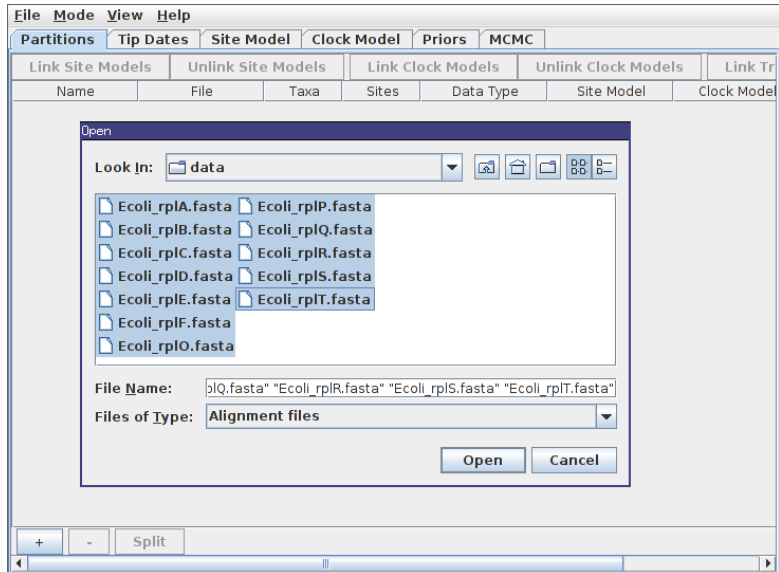 File Mode View Help
Partitions Tip Dates Site Model Clock Model Priors MCMC
Link Site Models Unlink Site Models Link Clock Models Unlink Clock Models Link Tr
Name File Taxa Sites Data Type Site Model Clock Model
Open
Look In: data
Ecoli_rplA.fasta Ecoli_rplP.fasta
Ecoli_rplB.fasta Ecoli_rplQ.fasta
Ecoli_rplC.fasta Ecoli_rplR.fasta
Ecoli_rplD.fasta Ecoli_rplS.fasta
Ecoli_rplE.fasta Ecoli_rplT.fasta
Ecoli_rplF.fasta
Ecoli_rplO.fasta
File Name: plQ.fasta" "Ecoli_rplR.fasta" "Ecoli_rplS.fasta" "Ecoli_rplT.fasta"
Files of Type: Alignment files
Open Cancel
+ - Split